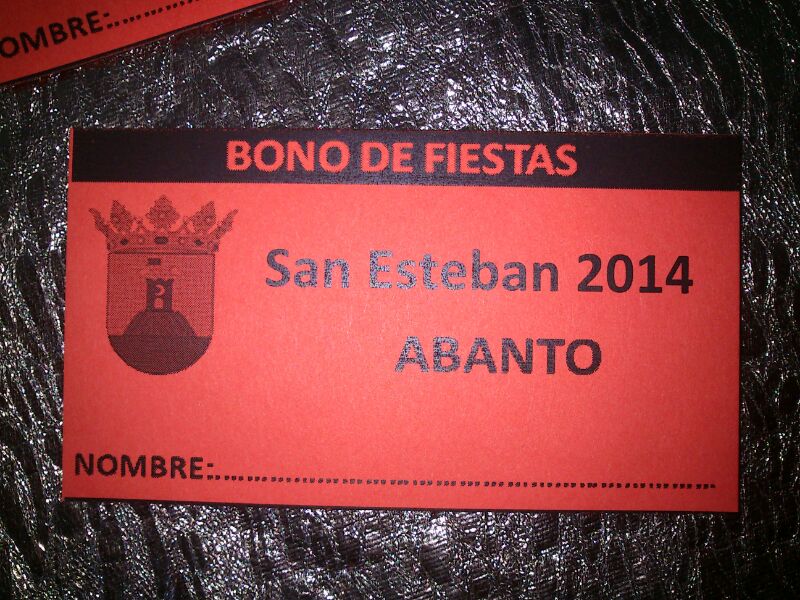 OMBRE:..............
BONO DE FIESTAS
San Esteban 2014
ABANTO
NOMBRE:..............................................................